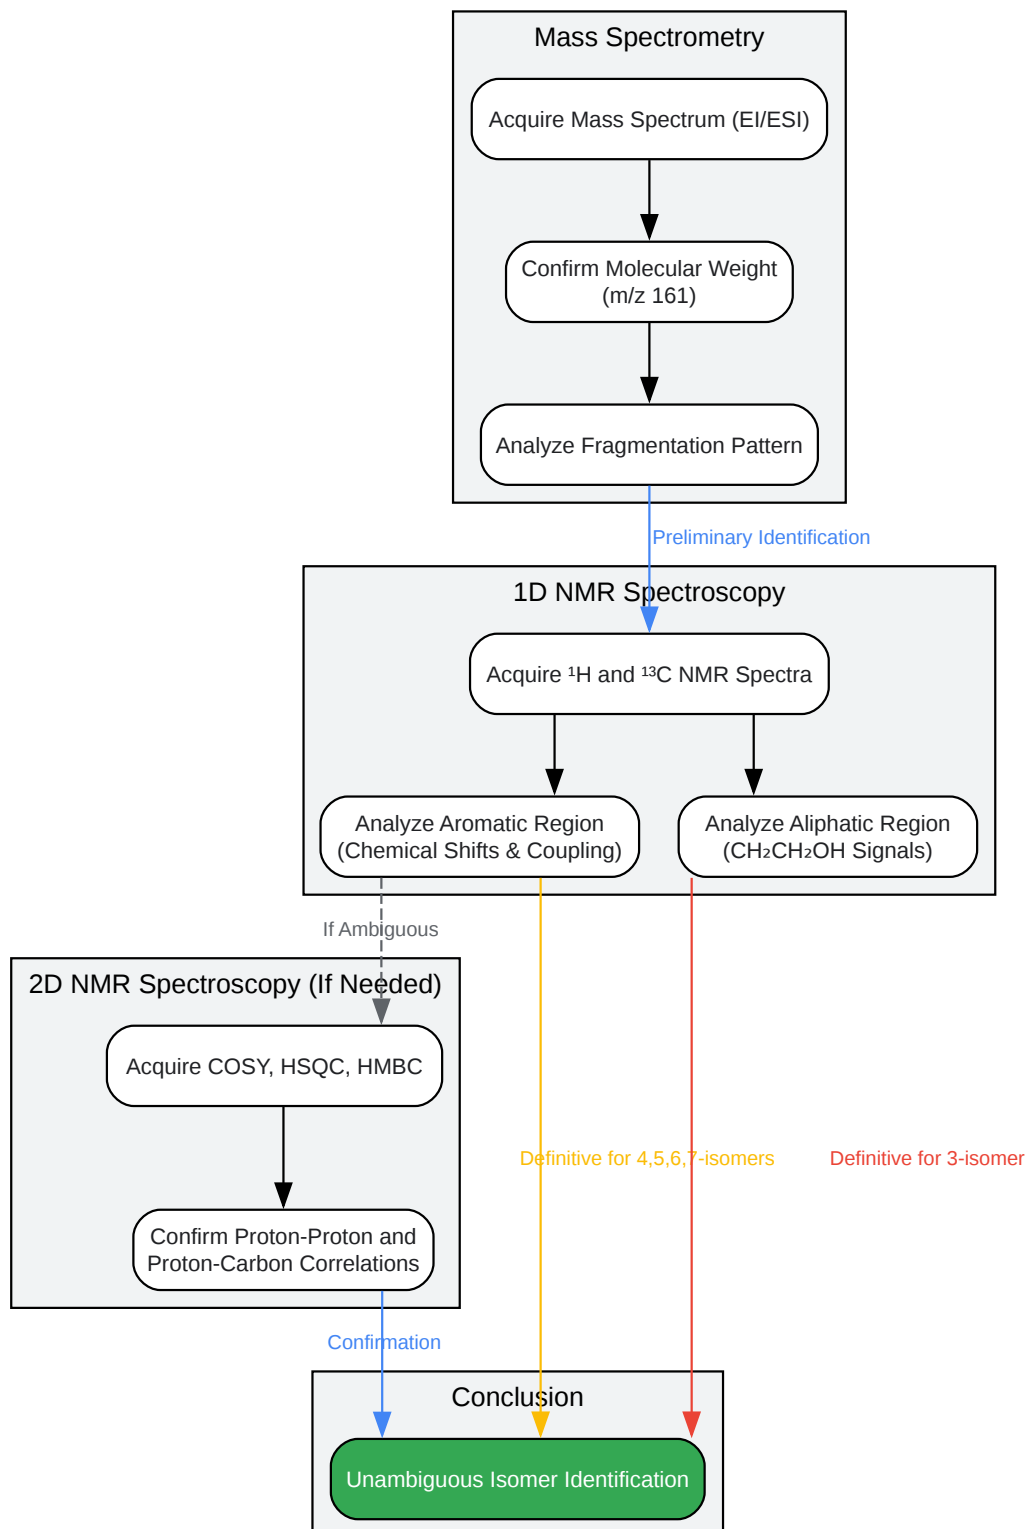 Mass Spectrometry
Acquire Mass Spectrum (EI/ESI)
Confirm Molecular Weight
(m/z 161)
Analyze Fragmentation Pattern
Preliminary Identification
1D NMR Spectroscopy
Acquire ¹H and ¹³C NMR Spectra
Analyze Aromatic Region
(Chemical Shifts & Coupling)
Analyze Aliphatic Region
(CH₂CH₂OH Signals)
If Ambiguous
2D NMR Spectroscopy (If Needed)
Acquire COSY, HSQC, HMBC
Definitive for 4,5,6,7-isomers
Definitive for 3-isomer
Confirm Proton-Proton and
Proton-Carbon Correlations
Confirmation
Conclusion
Unambiguous Isomer Identification